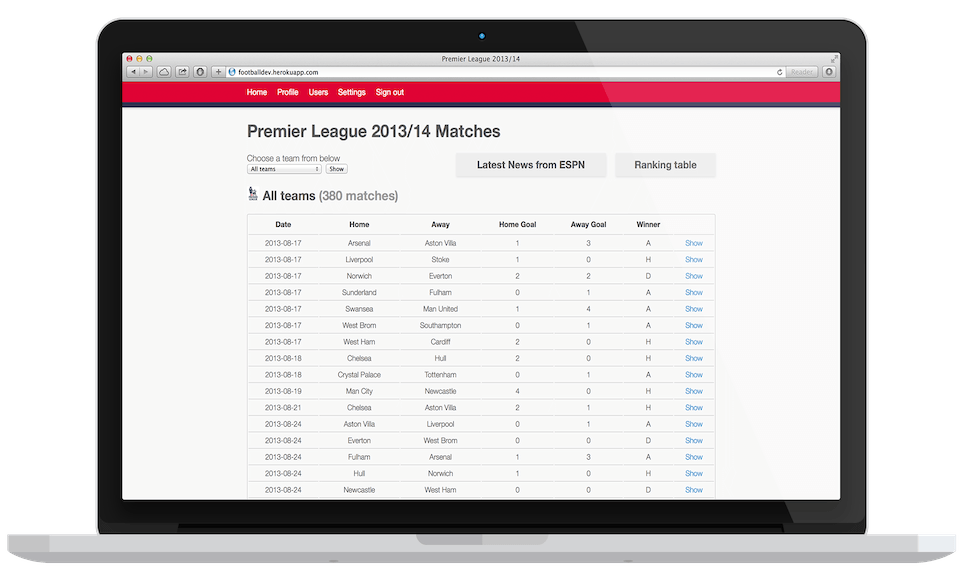 Premier League 2013/14
footballdev.herokuapp.com
Reader
Home Profile Users Settings Sign out
Premier League 2013/14 Matches
Choose a team from below
All teams Show
Latest News from ESPN Ranking table
All teams (380 matches)
Date Home Away Home Goal Away Goal Winner
2013-08-17 Arsenal Aston Villa 1 3 A Show
2013-08-17 Liverpool Stoke 1 0 H Show
2013-08-17 Norwich Everton 2 2 D Show
2013-08-17 Sunderland Fulham 0 1 A Show
2013-08-17 Swansea Man United 1 4 A Show
2013-08-17 West Brom Southampton 0 1 A Show
2013-08-17 West Ham Cardiff 2 0 H Show
2013-08-18 Chelsea Hull 2 0 H Show
2013-08-18 Crystal Palace Tottenham 0 1 A Show
2013-08-19 Man City Newcastle 4 0 H Show
2013-08-21 Chelsea Aston Villa 2 1 H Show
2013-08-24 Aston Villa Liverpool 0 1 A Show
2013-08-24 Everton West Brom 0 0 D Show
2013-08-24 Fulham Arsenal 1 3 A Show
2013-08-24 Hull Norwich 1 0 H Show
2013-08-24 Newcastle West Ham 0 0 D Show